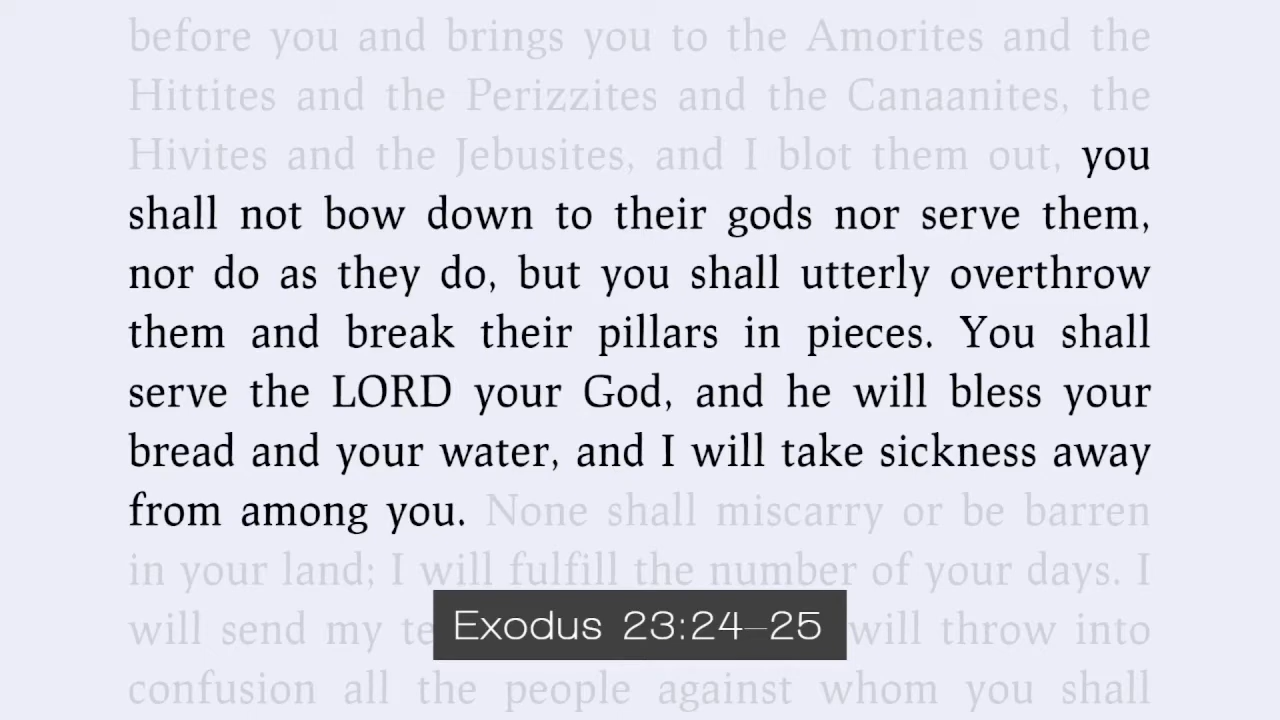 before you and brings you to the Amorites and the
Hittites and the Perizzites and the Canaanites, the
Hivites and the Jebusites, and I blot them out, you
shall not bow down to their gods nor serve them,
nor do as they do, but you shall utterly overthrow
them and break their pillars in pieces. You shall
serve the LORD your God, and he will bless your
bread and your water, and I will take sickness away
from among you. None shall miscarry or be barren
in your land; I will fulfill the number of your days. I
will send my te will throw into
Exodus 23:24–25
confusion all the people against whom you shall